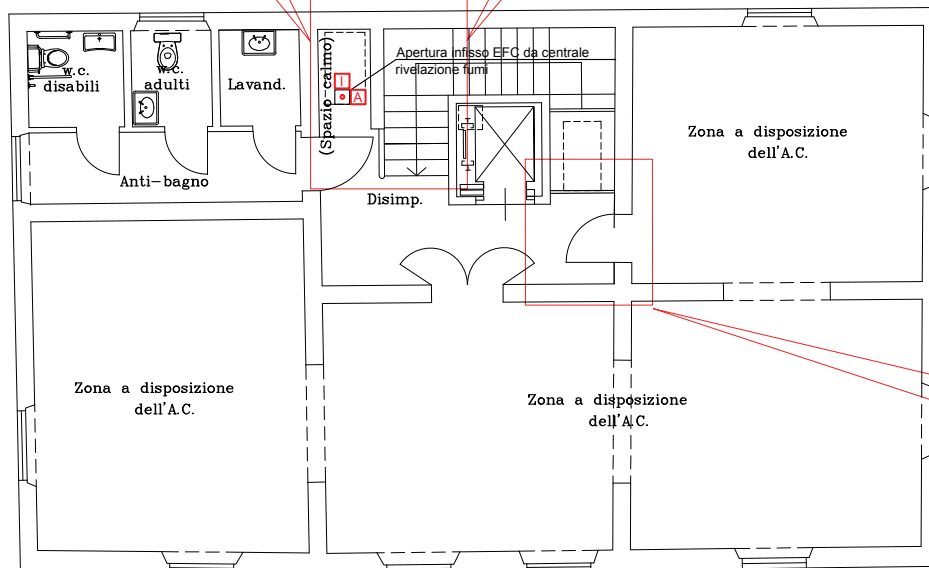 w.c.
disabili
w.c.
adulti
Lavand.
(Spazio calmo)
I
A
Apertura infisso EFC da centrale
rivelazione fumi
Anti-bagno
Disimp.
Zona a disposizione
dell'A.C.
Zona a disposizione
dell'A.C.
Zona a disposizione
dell'A.C.